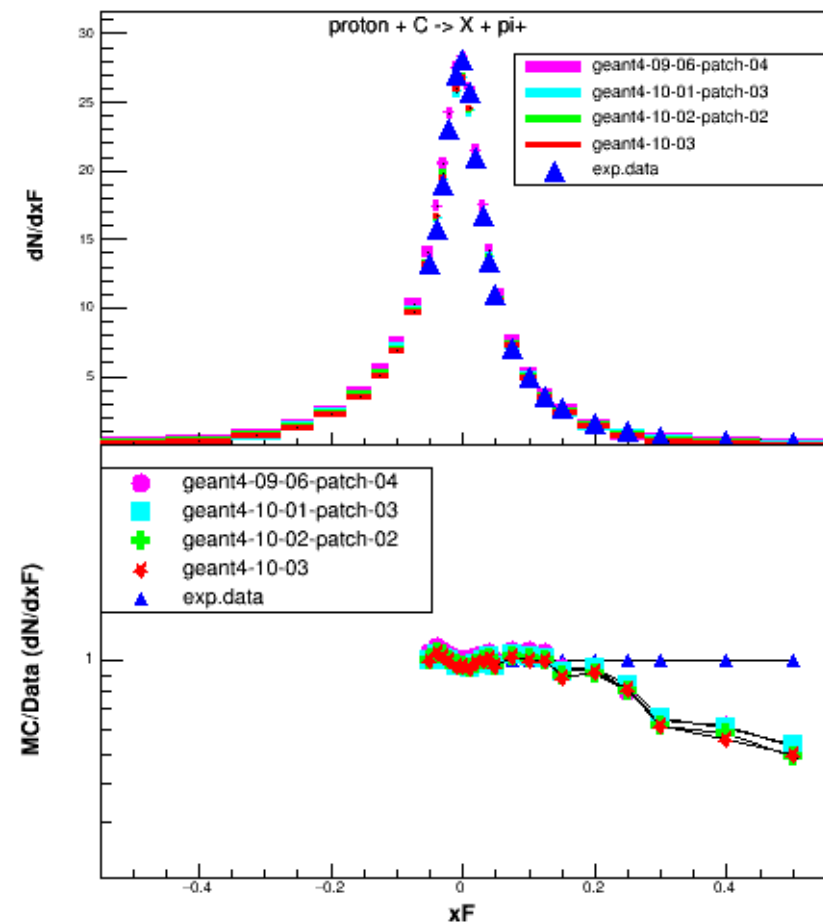 proton + C -> X + pi+
30
25
20
15
10
5
dN/dxF
geant4-09-06-patch-04
geant4-10-01-patch-03
geant4-10-02-patch-02
geant4-10-03
exp.data
geant4-09-06-patch-04
geant4-10-01-patch-03
geant4-10-02-patch-02
geant4-10-03
exp.data
1
MC/Data (dN/dxF)
−0.4 −0.2 0 0.2 0.4
xF